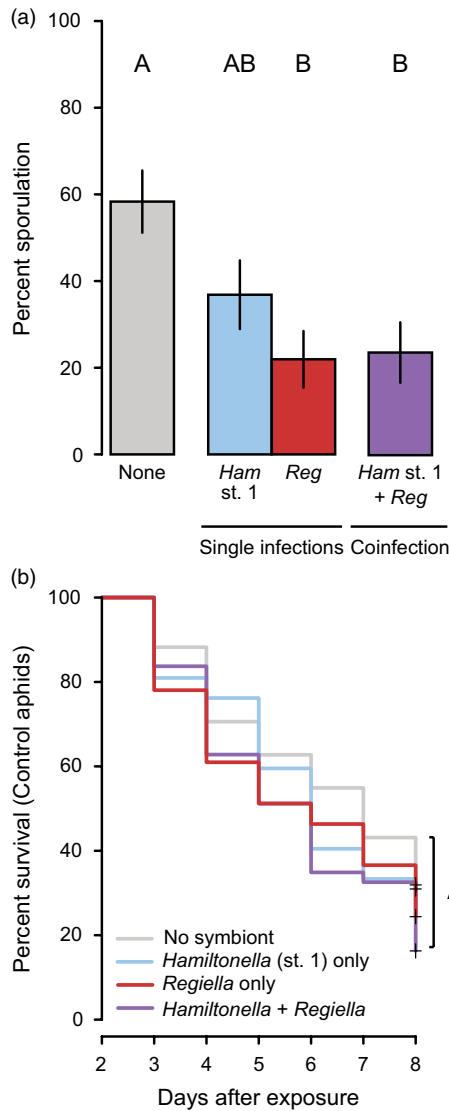 (a)
100
80
60
40
20
0
Percent sporulation
A
AB
B
B
None
Ham
st. 1
Reg
Ham st. 1
+ Reg
Single infections
Coinfection
(b)
100
80
60
40
20
0
Percent survival (Control aphids)
No symbiont
Hamiltonella (st. 1) only
Regiella only
Hamiltonella + Regiella
2 3 4 5 6 7 8
Days after exposure